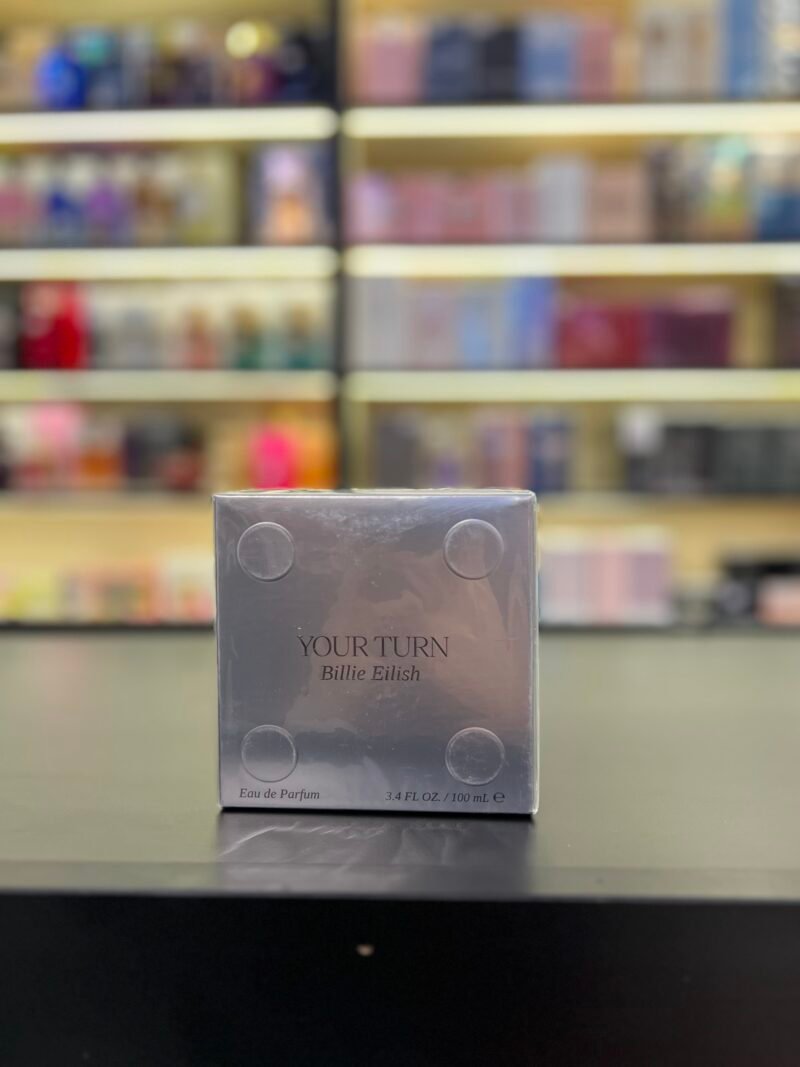 YOUR TURN
Billie Eilish
Eau de Parfum
3.4 FL OZ. / 100 mL ℮